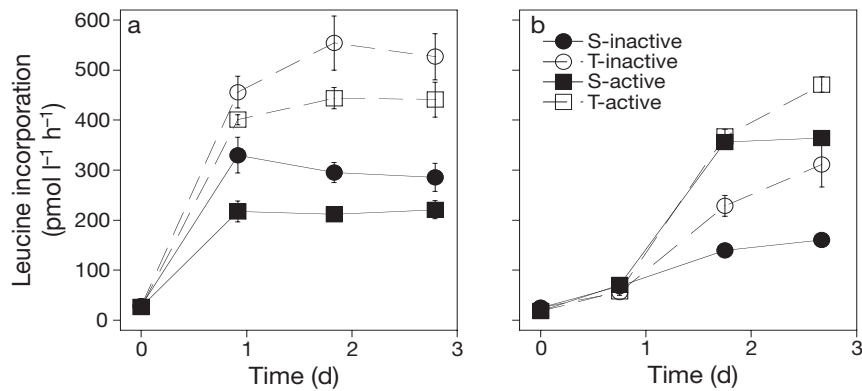 a
b
600
500
400
300
200
100
0
Leucine incorporation
(pmol l⁻¹ h⁻¹)
S-inactive
T-inactive
S-active
T-active
0 1 2 3
0 1 2 3
Time (d)
Time (d)